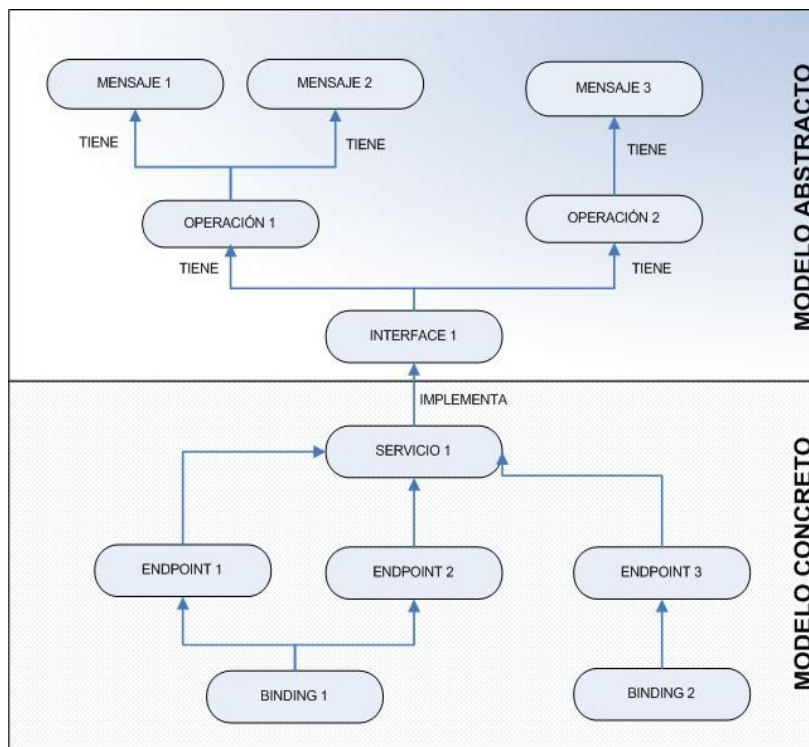 MENSAJE 1
MENSAJE 2
MENSAJE 3
TIENE
TIENE
TIENE
OPERACIÓN 1
OPERACIÓN 2
TIENE
TIENE
INTERFACE 1
MODELO ABSTRACTO
IMPLEMENTA
SERVICIO 1
ENDPOINT 1
ENDPOINT 2
ENDPOINT 3
BINDING 1
BINDING 2
MODELO CONCRETO